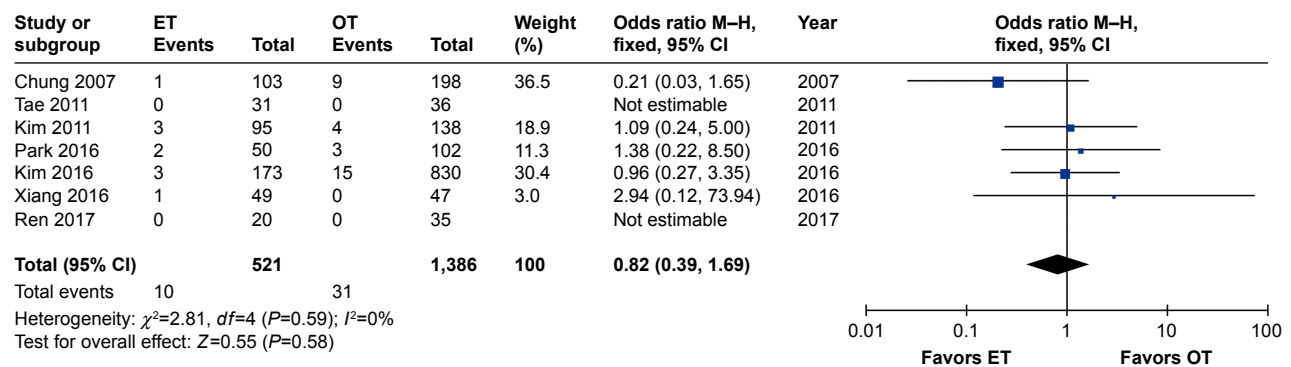 Study or subgroup ET Events Total OT Events Total Weight (%) Odds ratio M–H, fixed, 95% CI Year Odds ratio M–H, fixed, 95% CI
Chung 2007 1 103 9 198 36.5 0.21 (0.03, 1.65) 2007
Tae 2011 0 31 0 36 Not estimable 2011
Kim 2011 3 95 4 138 18.9 1.09 (0.24, 5.00) 2011
Park 2016 2 50 3 102 11.3 1.38 (0.22, 8.50) 2016
Kim 2016 3 173 15 830 30.4 0.96 (0.27, 3.35) 2016
Xiang 2016 1 49 0 47 3.0 2.94 (0.12, 73.94) 2016
Ren 2017 0 20 0 35 Not estimable 2017
Total (95% CI) 521 1,386 100 0.82 (0.39, 1.69)
Total events 10 31
Heterogeneity: χ²=2.81, df=4 (P=0.59); I²=0%
Test for overall effect: Z=0.55 (P=0.58)
0.01 0.1 1 10 100
Favors ET Favors OT